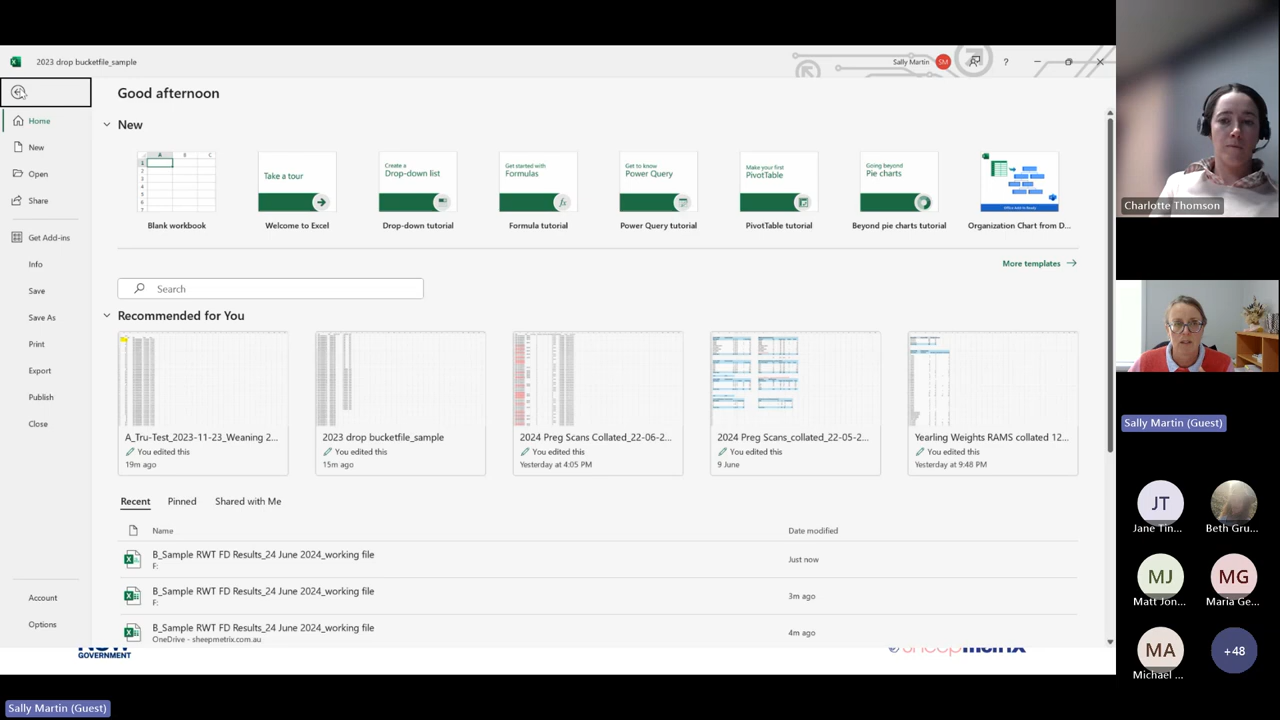 2023 drop bucketfile_sample
Sally Martin
SM
?
Good afternoon
Home
New
Open
Share
Get Add-ins
Info
Save
Save As
Print
Export
Publish
Close
Account
Options
New
A B C
1
Take a tour
Create a
Drop-down list
Get started with
Formulas
fx
Get to know
Power Query
Make your first
PivotTable
Going beyond
Pie charts
Blank workbook
Welcome to Excel
Drop-down tutorial
Formula tutorial
Power Query tutorial
PivotTable tutorial
Beyond pie charts tutorial
Organization Chart from D...
More templates
Search
Recommended for You
A_Tru-Test_2023-11-23_Weaning 2...
You edited this
19m ago
2023 drop bucketfile_sample
You edited this
15m ago
2024 Preg Scans Collated_22-06-2...
You edited this
Yesterday at 4:05 PM
2024 Preg Scans_collated_22-05-2...
You edited this
9 June
Yearling Weights RAMS collated 12...
You edited this
Yesterday at 9:48 PM
Recent Pinned Shared with Me
Name Date modified
B_Sample RWT FD Results_24 June 2024_working file
F:
Just now
B_Sample RWT FD Results_24 June 2024_working file
F:
3m ago
B_Sample RWT FD Results_24 June 2024_working file
OneDrive - sheepmetrix.com.au
4m ago
NSW
GOVERNMENT
sheepmetrix
Sally Martin (Guest)
Charlotte Thomson
Sally Martin (Guest)
JT
Jane Tin...
Beth Gru...
MJ
Matt Jon...
MG
Maria Ge...
MA
Michael ...
+48